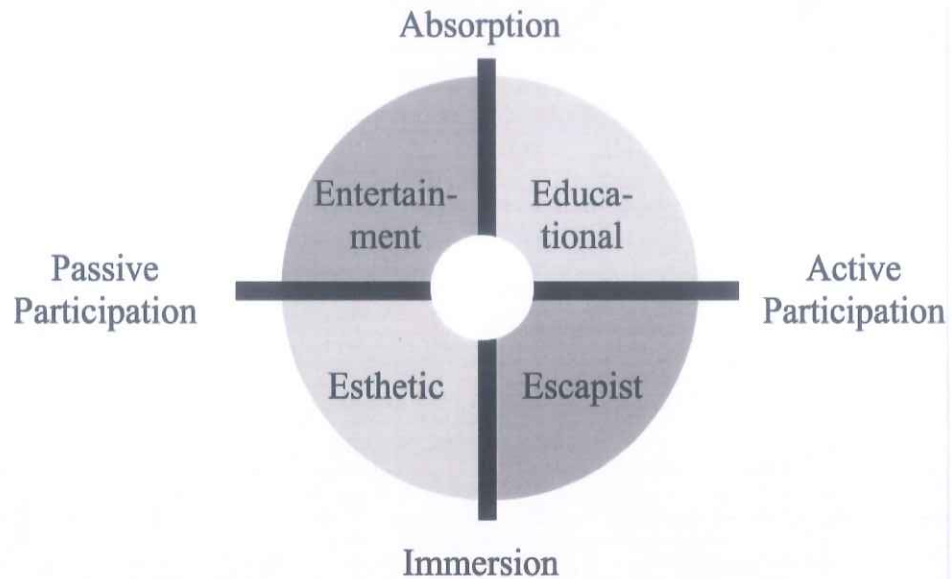 Absorption
Entertain-
ment
Educa-
tional
Passive
Participation
Active
Participation
Esthetic
Escapist
Immersion